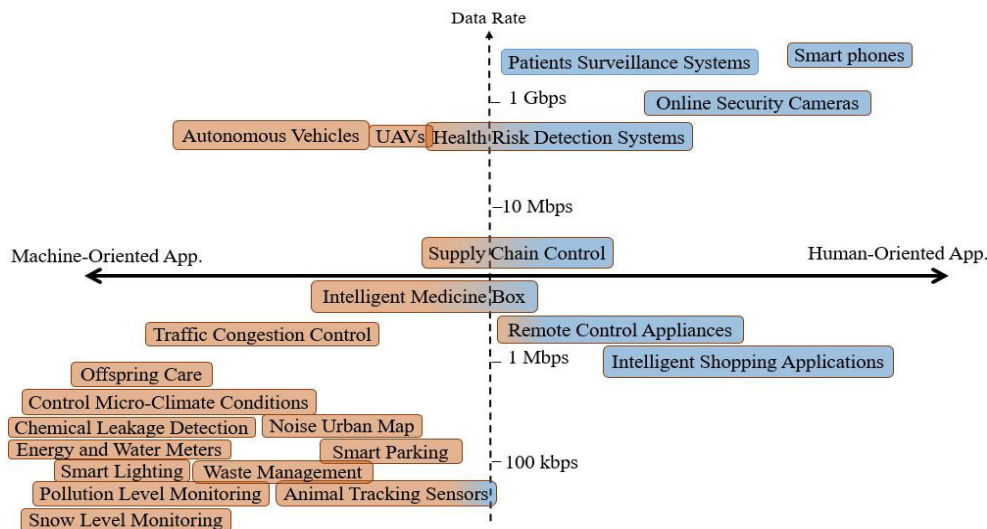 Data Rate
Patients Surveillance Systems
Smart phones
1 Gbps
Online Security Cameras
Autonomous Vehicles
UAVs
Health Risk Detection Systems
10 Mbps
Machine-Oriented App.
Supply Chain Control
Human-Oriented App.
Intelligent Medicine Box
Traffic Congestion Control
Remote Control Appliances
1 Mbps
Intelligent Shopping Applications
Offspring Care
Control Micro-Climate Conditions
Chemical Leakage Detection
Noise Urban Map
Energy and Water Meters
Smart Parking
Smart Lighting
Waste Management
100 kbps
Pollution Level Monitoring
Animal Tracking Sensors
Snow Level Monitoring